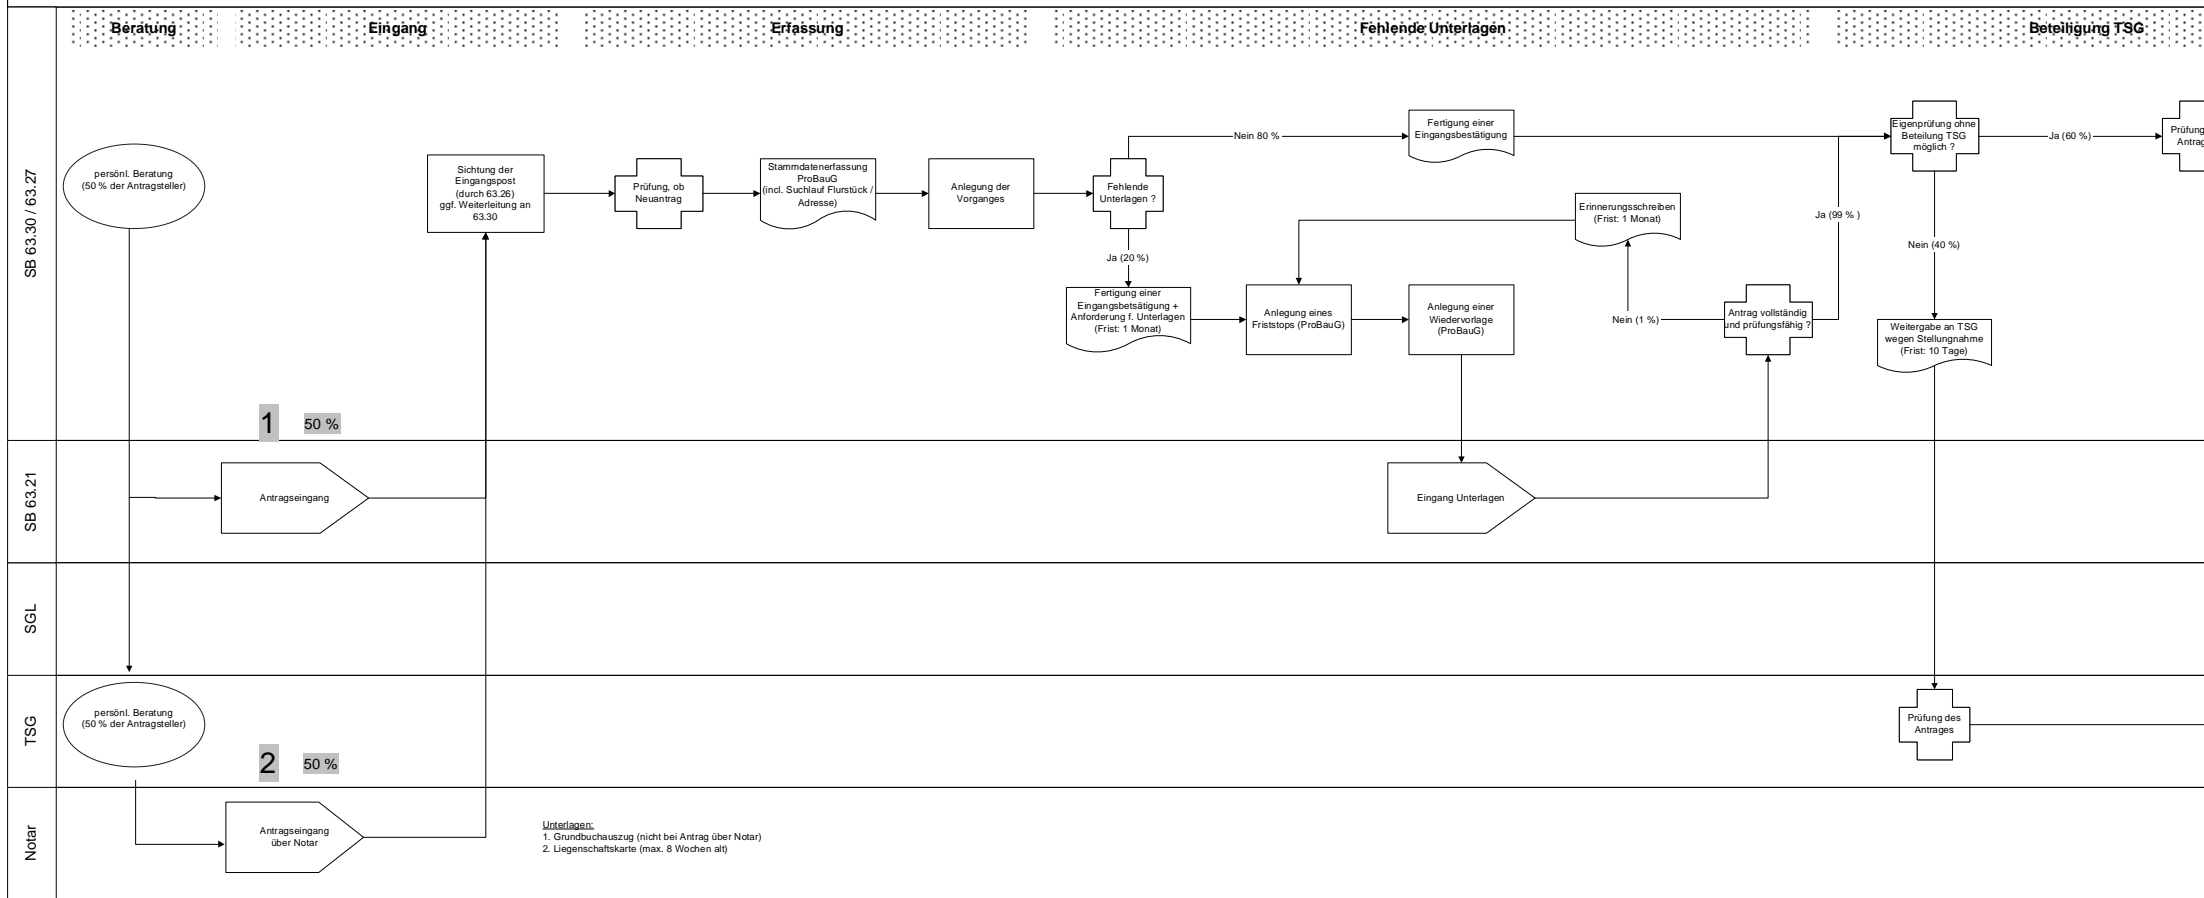 Beratung
Eingang
Erfassung
Fehlende Unterlagen
Beteiligung TSG
SB 63.30 / 63.27
persönl. Beratung
(50 % der Antragsteller)
Sichtung der
Eingangspost
(durch 63.26)
ggf. Weiterleitung an
63.30
Prüfung, ob
Neuantrag
Stammdatenerfassung
ProBauG
(incl. Suchlauf Flurstück /
Adresse)
Anlegung der
Vorganges
Fehlende
Unterlagen ?
Nein 80 %
Fertigung einer
Eingangsbestätigung
Ja (20 %)
Fertigung einer
Eingangsbetsätigung +
Anforderung f. Unterlagen
(Frist: 1 Monat)
Anlegung eines
Friststops (ProBauG)
Anlegung einer
Wiedervorlage
(ProBauG)
Erinnerungsschreiben
(Frist: 1 Monat)
Nein (1 %)
Antrag vollständig
und prüfungsfähig ?
Ja (99 % )
Eigenprüfung ohne
Beteilung TSG
möglich ?
Ja (60 %)
Prüfung
Antrag
Nein (40 %)
Weitergabe an TSG
wegen Stellungnahme
(Frist: 10 Tage)
1
50 %
SB 63.21
Antragseingang
Eingang Unterlagen
SGL
TSG
persönl. Beratung
(50 % der Antragsteller)
2
50 %
Prüfung des
Antrages
Notar
Antragseingang
über Notar
Unterlagen:
1. Grundbuchauszug (nicht bei Antrag über Notar)
2. Liegenschaftskarte (max. 8 Wochen alt)